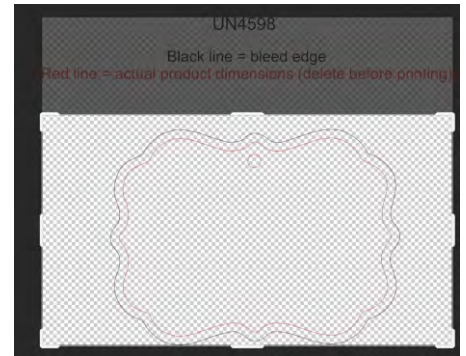 UN4598
Black line = bleed edge
Red line = actual product dimensions (delete before printing)